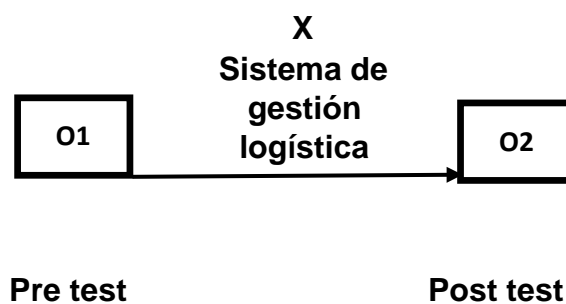 X
Sistema de
gestión
logística
O1
O2
Pre test
Post test